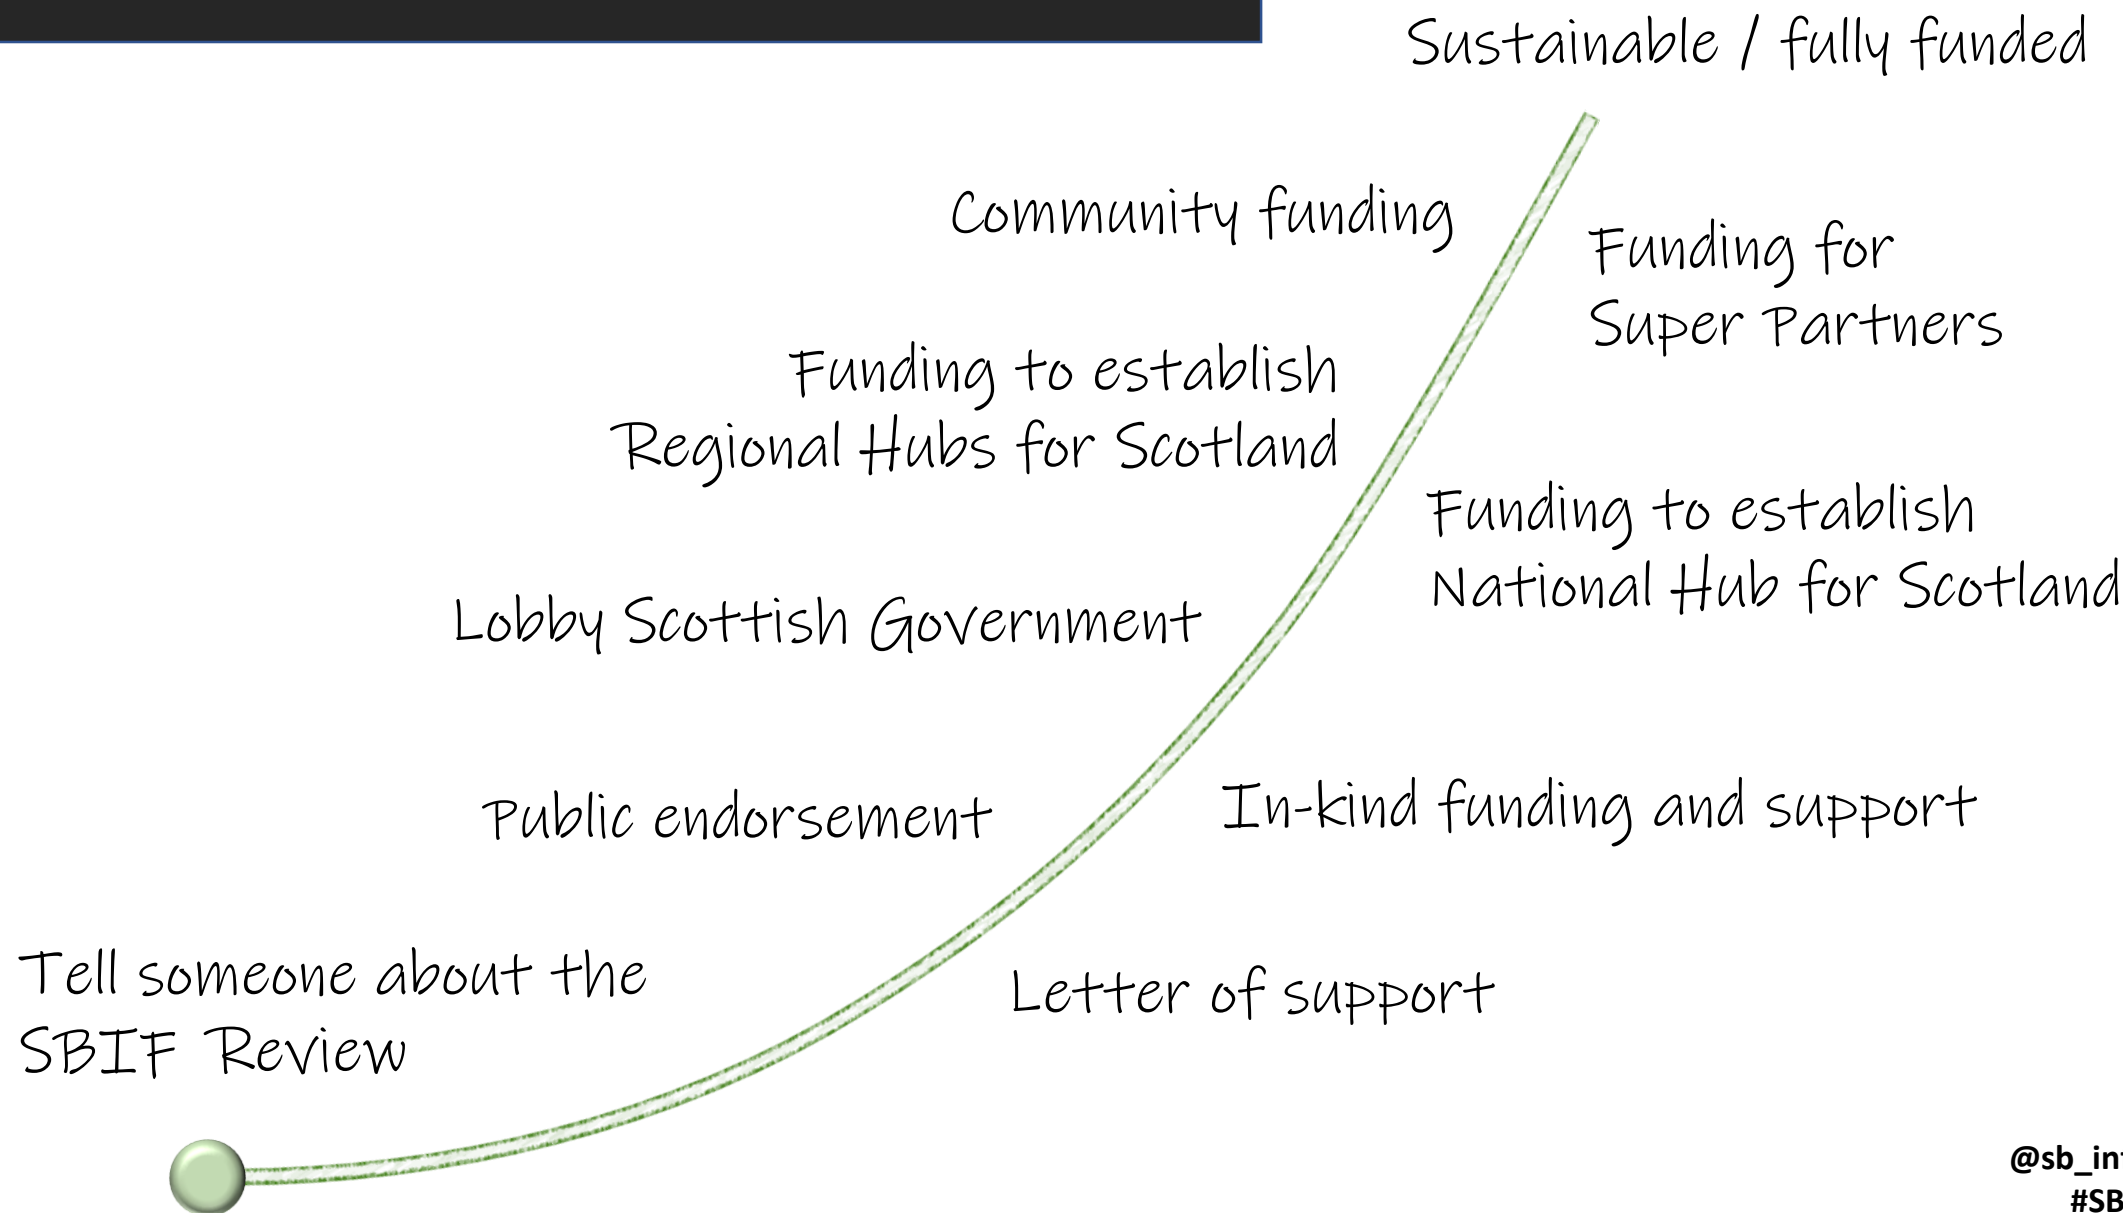 Sustainable / fully funded
Community funding
Funding for
Super Partners
Funding to establish
Regional Hubs for Scotland
Funding to establish
National Hub for Scotland
Lobby Scottish Government
Public endorsement
In-kind funding and support
Tell someone about the
SBIF Review
Letter of support